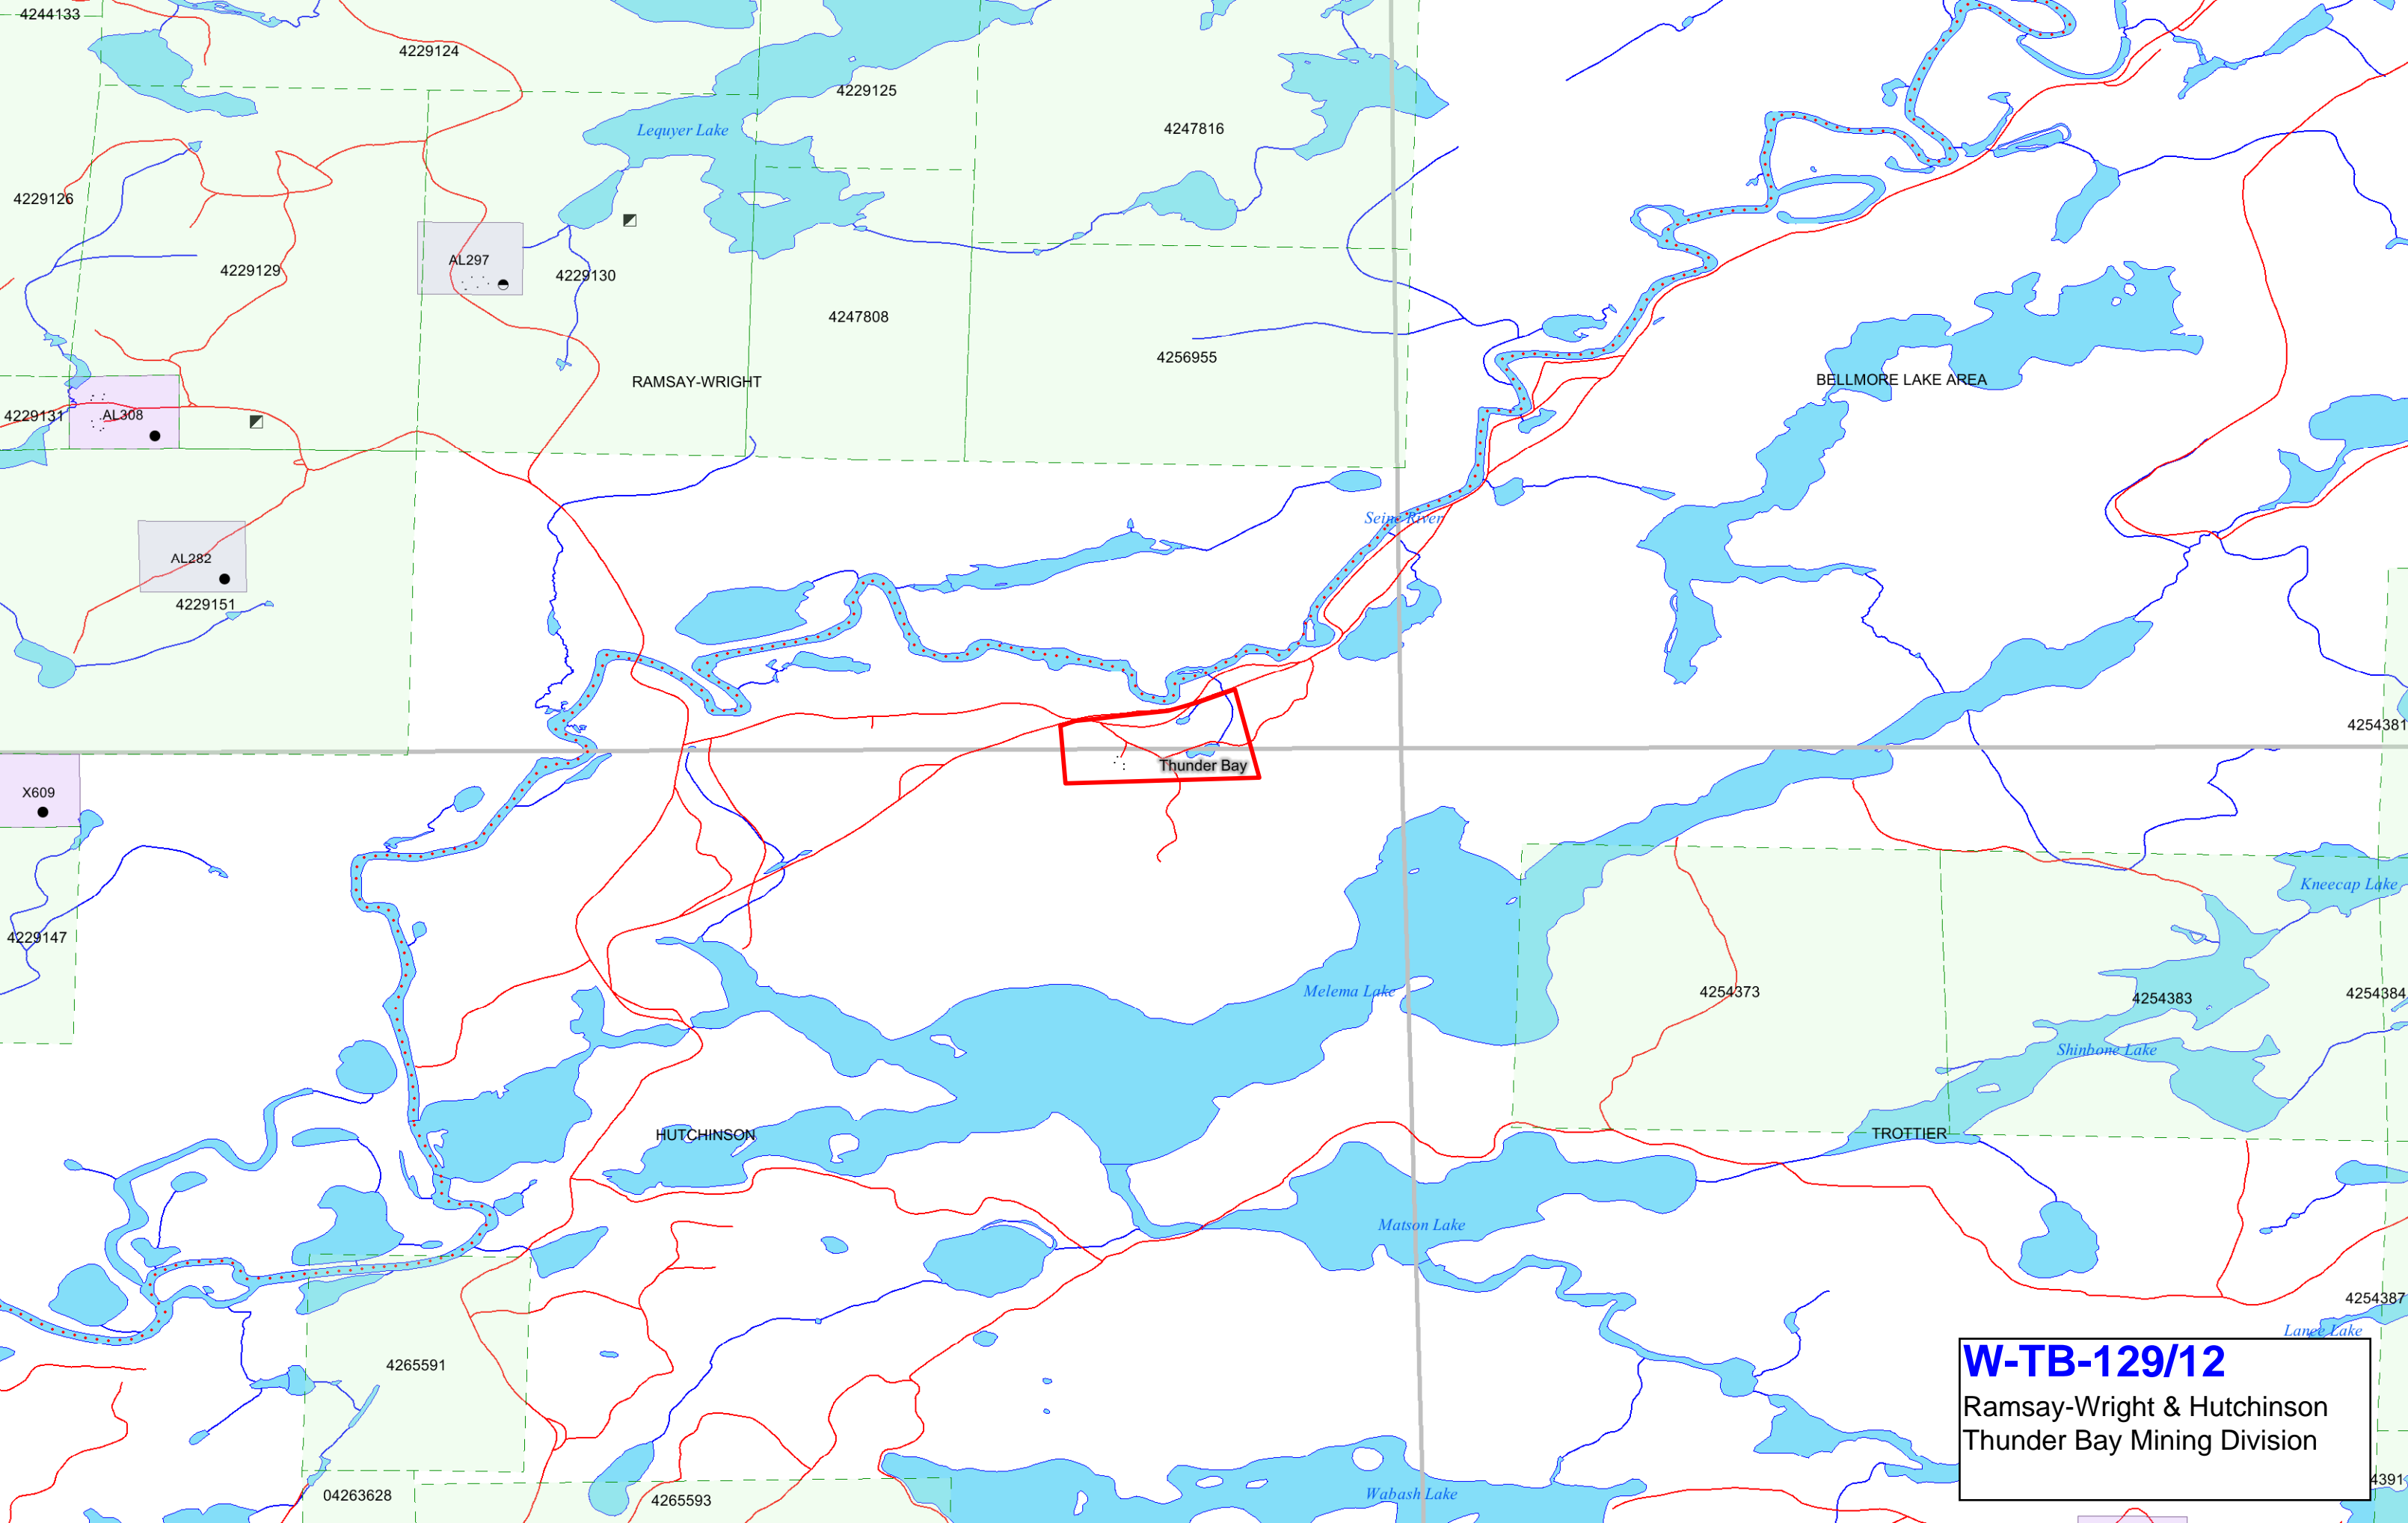 4244133
4229124
4229125
Lequyer Lake
4247816
4229126
AL297
4229129
4229130
4247808
4256955
RAMSAY-WRIGHT
BELLMORE LAKE AREA
4229131
AL308
Seine River
AL282
4229151
4254381
Thunder Bay
X609
Kneecap Lake
4229147
Melema Lake
4254373
4254383
4254384
Shinbone Lake
HUTCHINSON
TROTTIER
Matson Lake
4254387
Lanee Lake
W-TB-129/12
Ramsay-Wright & Hutchinson
Thunder Bay Mining Division
4265591
4391
04263628
4265593
Wabash Lake